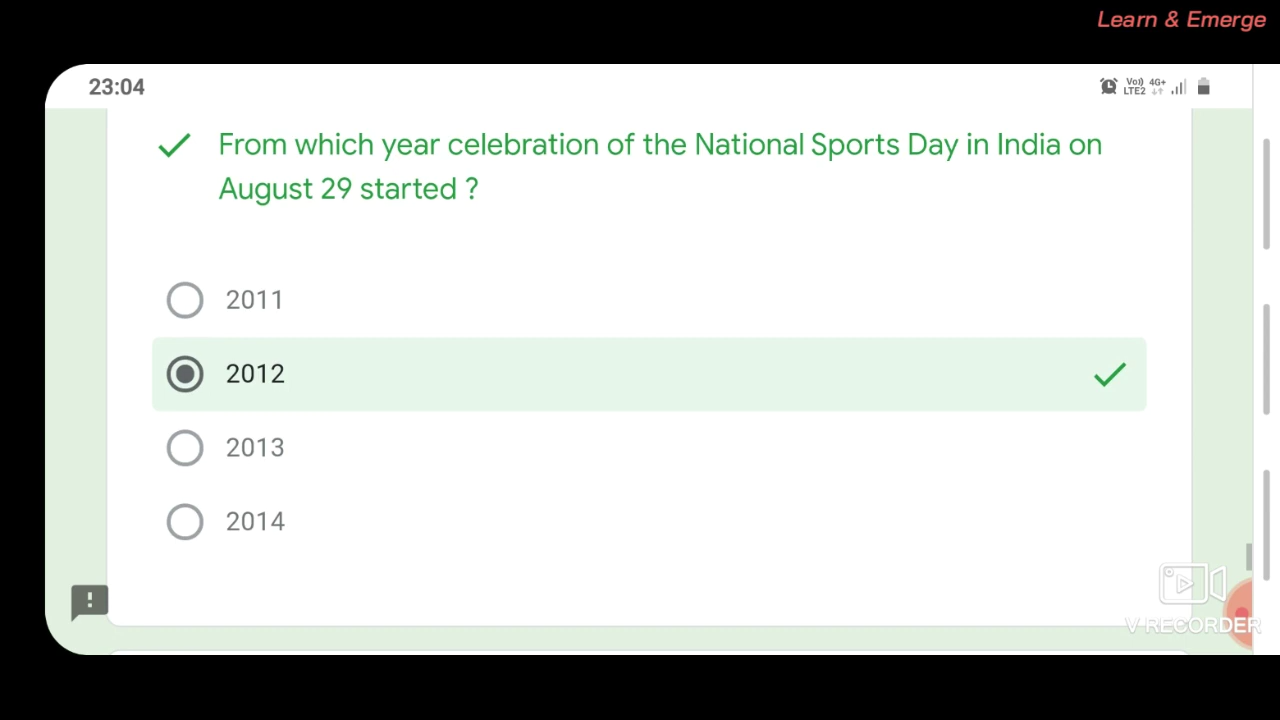 Learn & Emerge
23:04
Vo)) 4G+
LTE2
From which year celebration of the National Sports Day in India on
August 29 started ?
2011
2012
2013
2014
V RECORDER